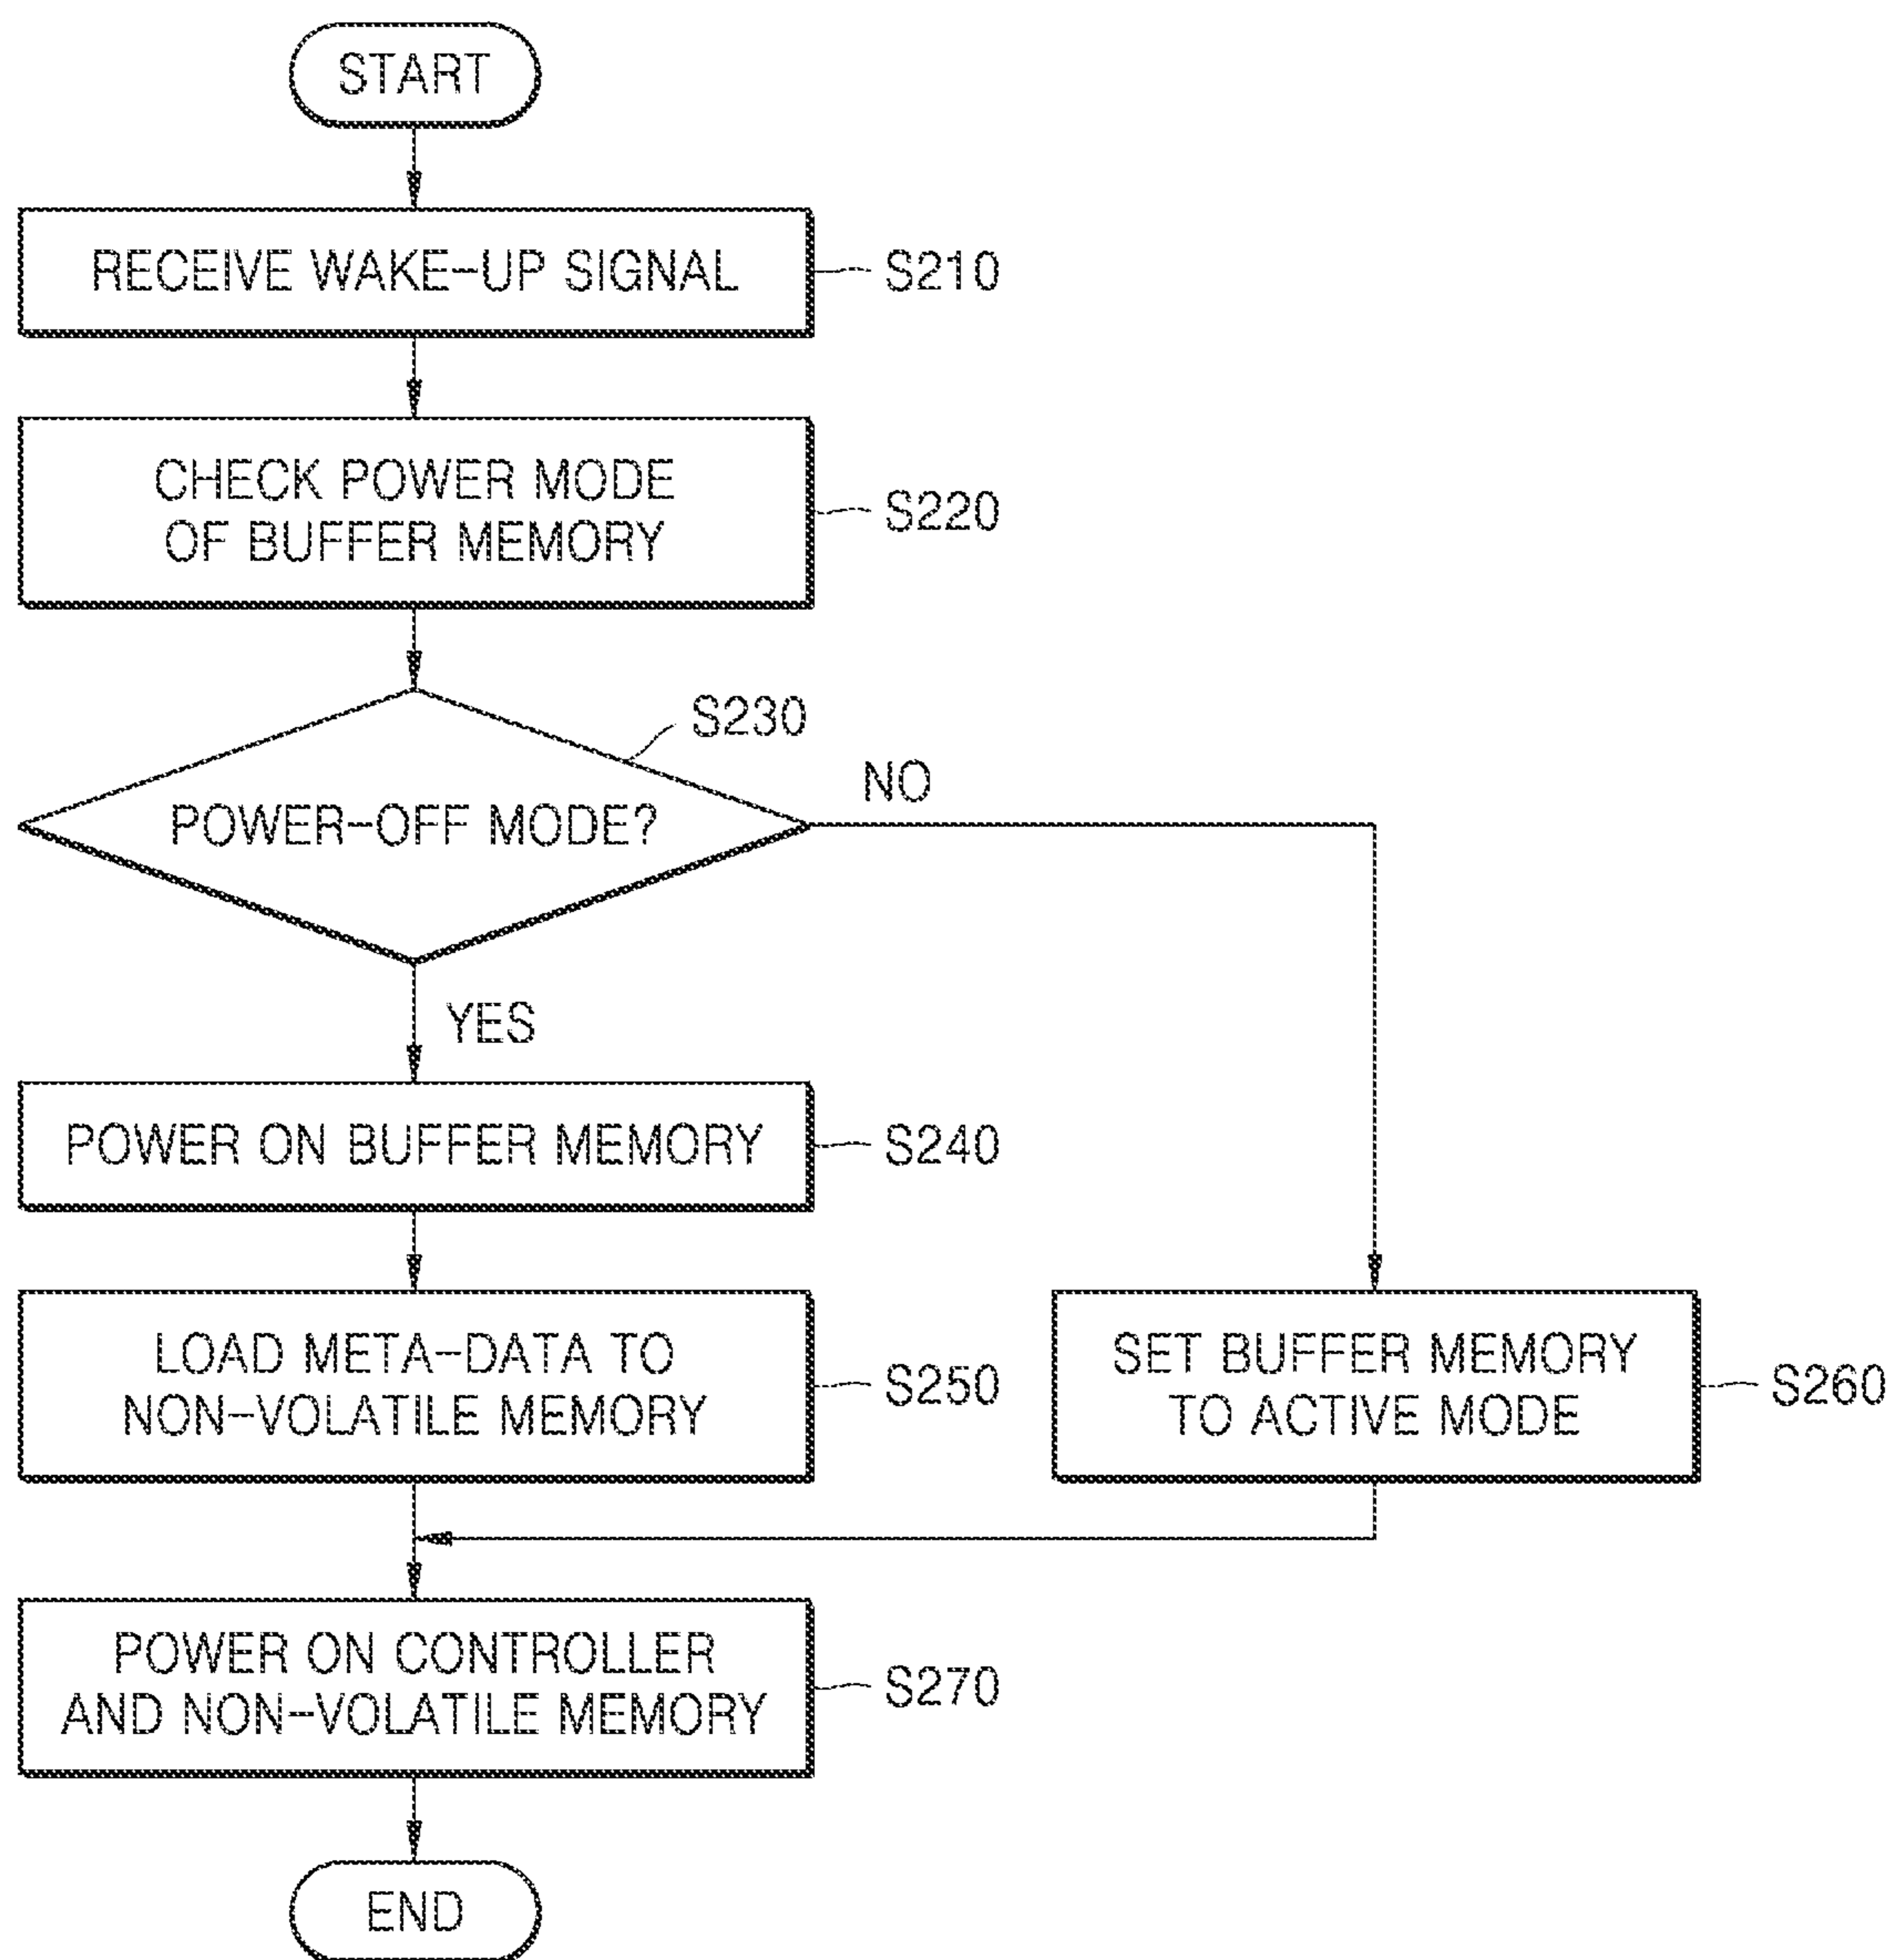 START
RECEIVE WAKE-UP SIGNAL
S210
CHECK POWER MODE
OF BUFFER MEMORY
S220
S230
POWER-OFF MODE?
NO
YES
POWER ON BUFFER MEMORY
S240
LOAD META-DATA TO
NON-VOLATILE MEMORY
S250
SET BUFFER MEMORY
TO ACTIVE MODE
S260
POWER ON CONTROLLER
AND NON-VOLATILE MEMORY
S270
END